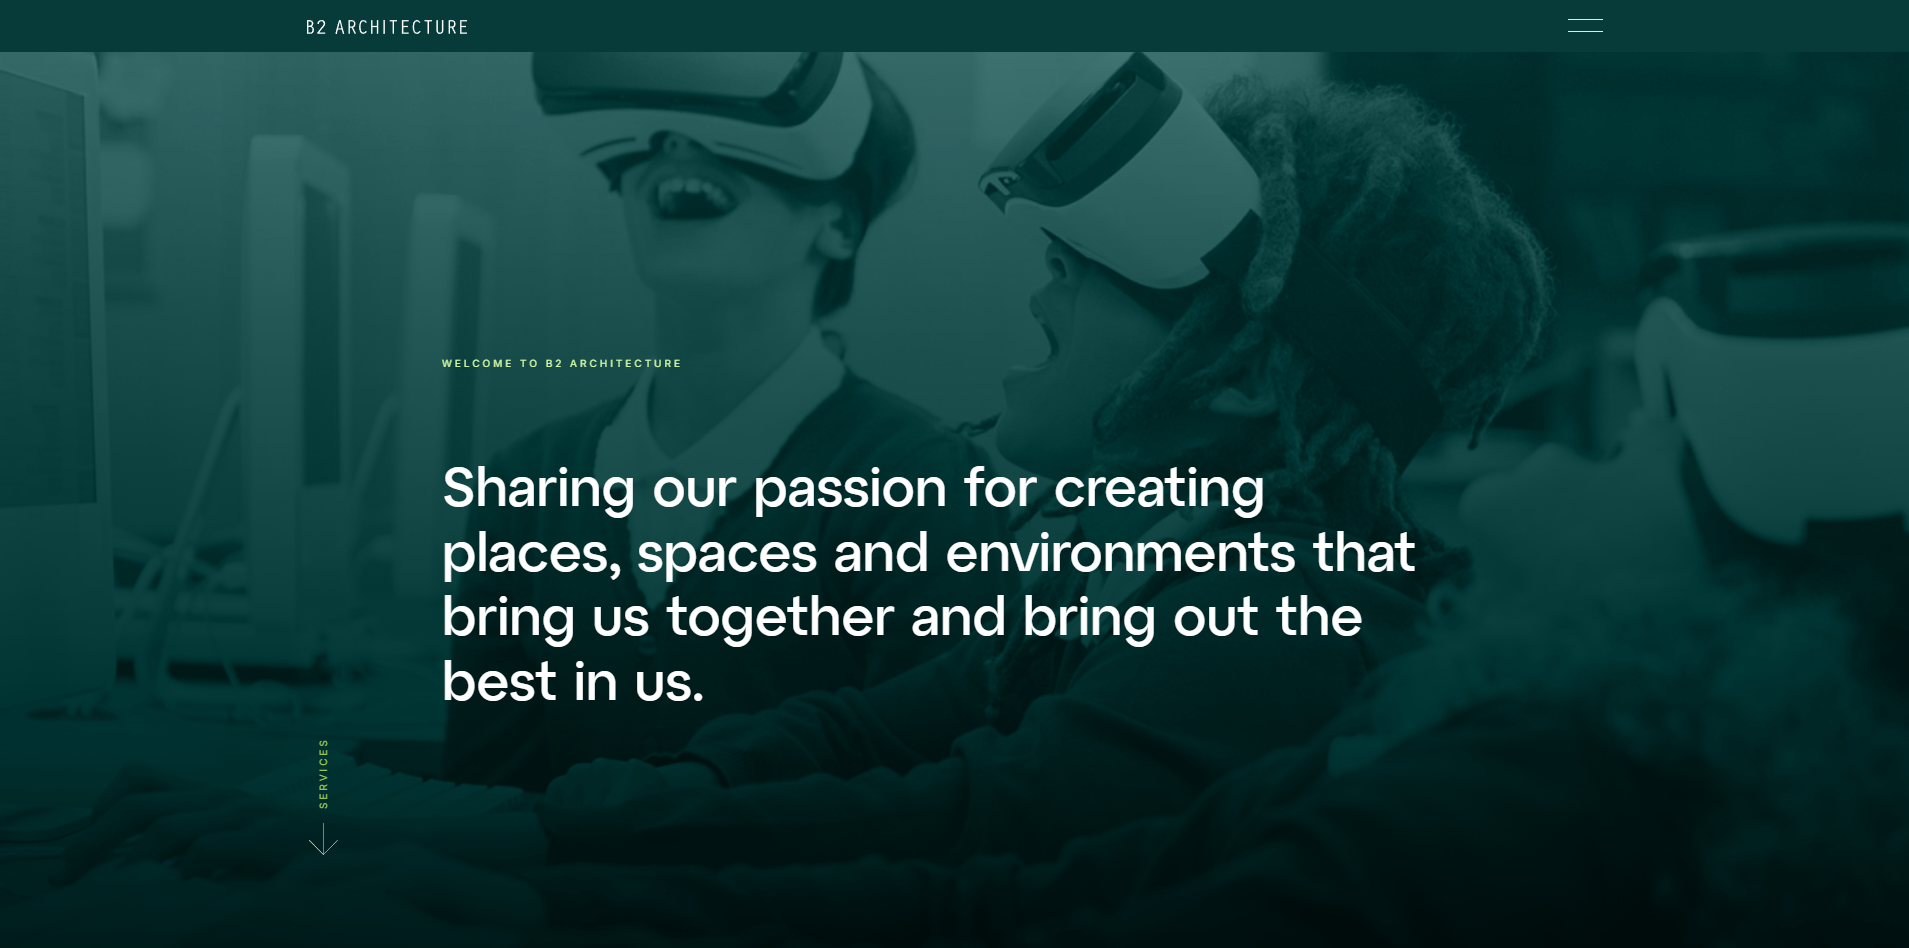 B2 ARCHITECTURE
WELCOME TO B2 ARCHITECTURE
Sharing our passion for creating
places, spaces and environments that
bring us together and bring out the
best in us.
SERVICES